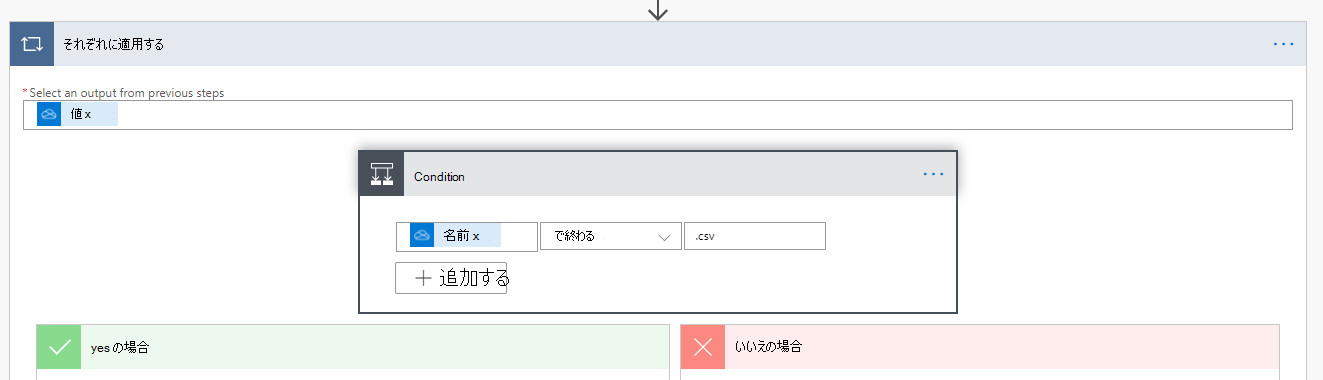 それぞれに適用する
*Select an output from previous steps
値 x
Condition
名前 x で終わる .csv
追加する
yes の場合 いいえの場合